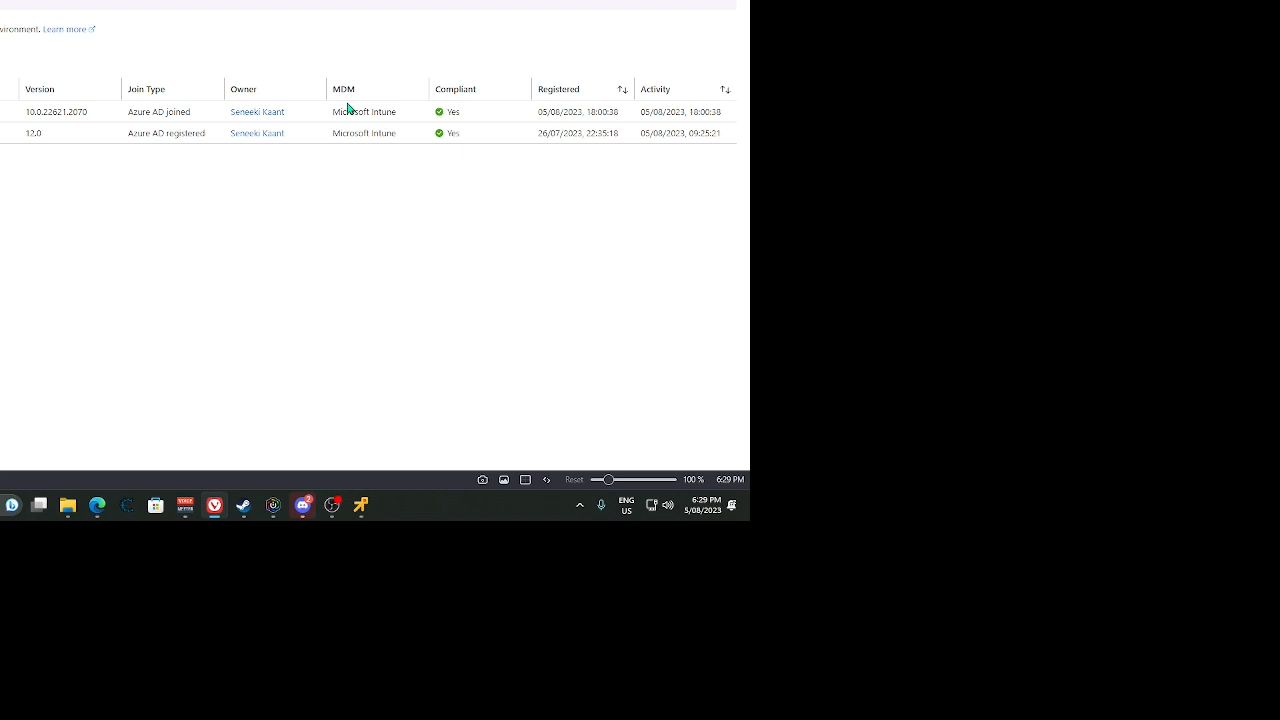 vironment. Learn more
Version Join Type Owner MDM Compliant Registered Activity
10.0.22621.2070 Azure AD joined Seneeki Kaant Microsoft Intune Yes 05/08/2023, 18:00:38 05/08/2023, 18:00:38
12.0 Azure AD registered Seneeki Kaant Microsoft Intune Yes 26/07/2023, 22:35:18 05/08/2023, 09:25:21
Reset 100 % 6:29 PM
2
ENG
US
6:29 PM
5/08/2023